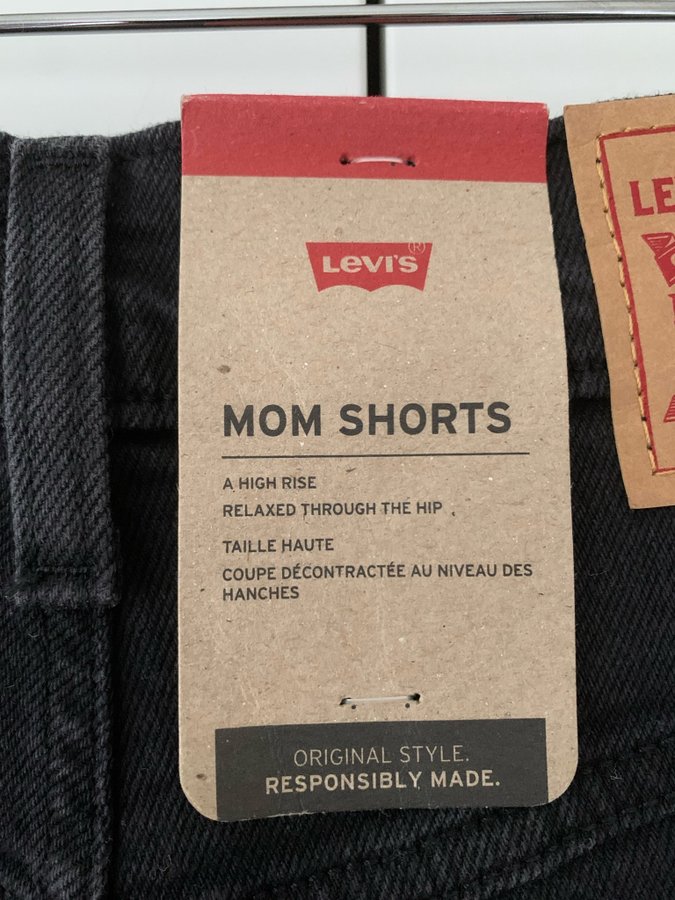 LEVI'S®
MOM SHORTS
A HIGH RISE
RELAXED THROUGH THE HIP
TAILLE HAUTE
COUPE DÉCONTRACTÉE AU NIVEAU DES
HANCHES
ORIGINAL STYLE.
RESPONSIBLY MADE.
LE